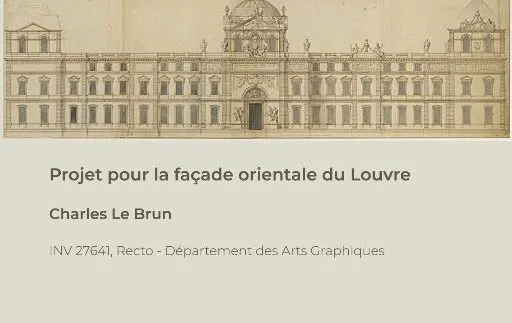 Projet pour la façade orientale du Louvre
Charles Le Brun
INV 27641, Recto - Département des Arts Graphiques